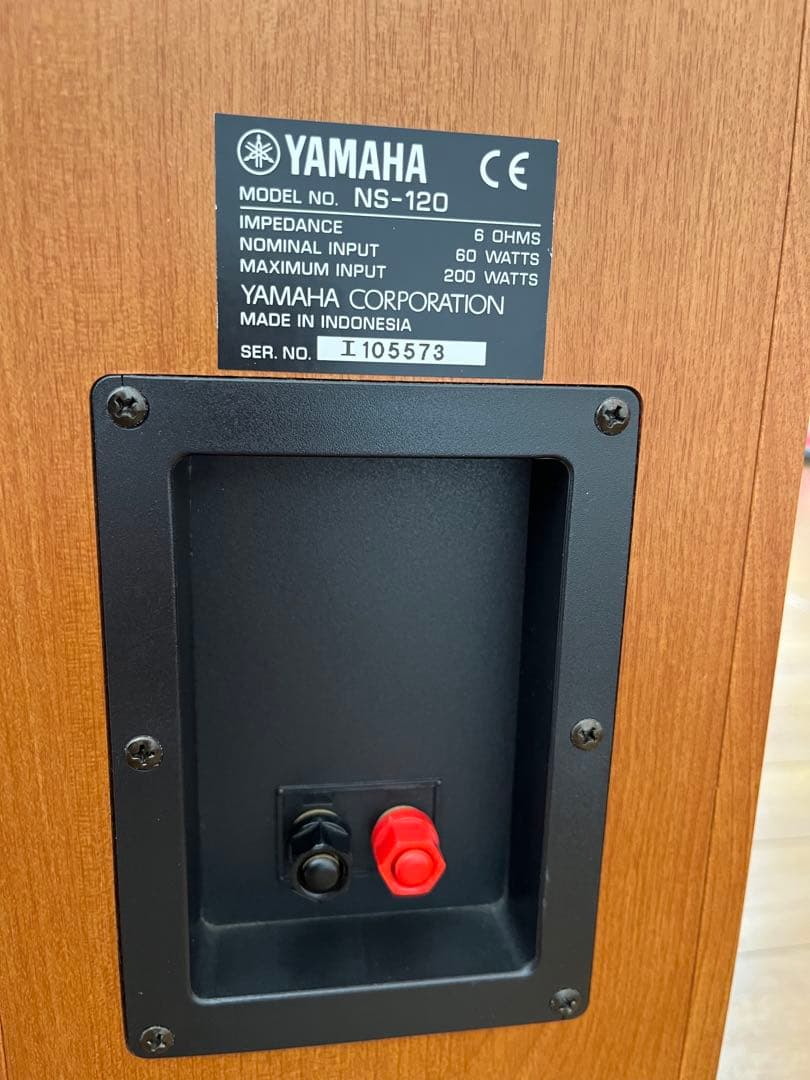 YAMAHA CE
MODEL NO. NS-120
IMPEDANCE 6 OHMS
NOMINAL INPUT 60 WATTS
MAXIMUM INPUT 200 WATTS
YAMAHA CORPORATION
MADE IN INDONESIA
SER. NO. I105573